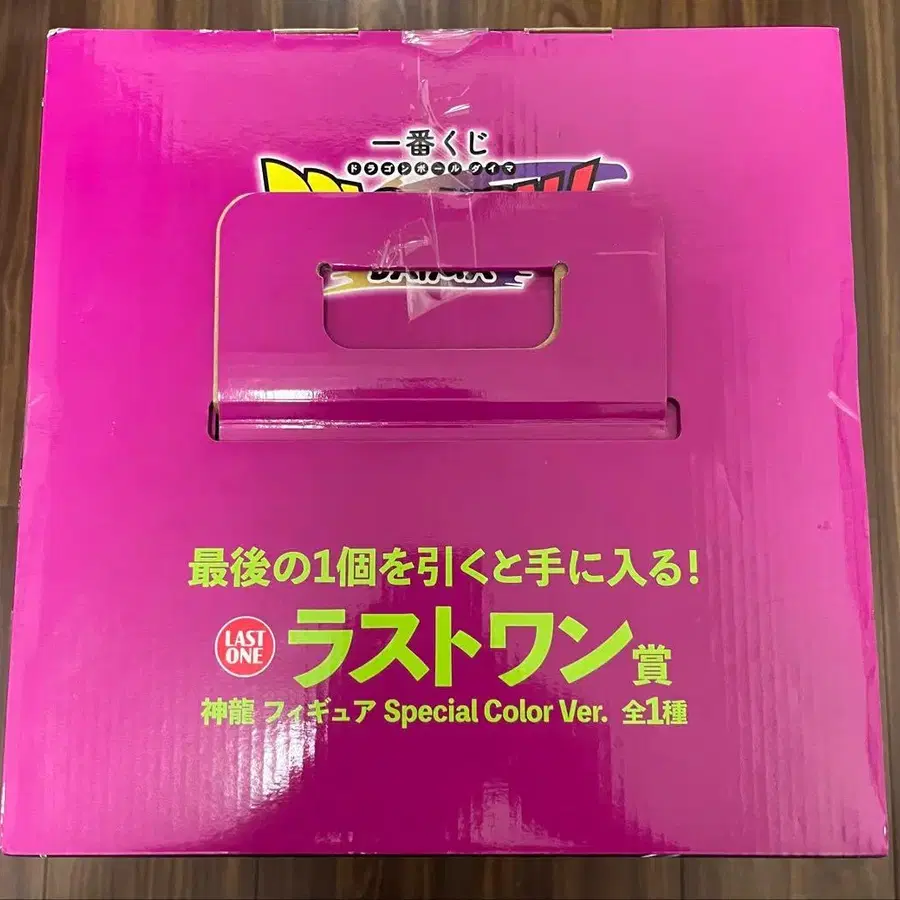 一番くじ
ドラゴンボールダイマ
DAIMA
最後の1個を引くと手に入る!
LAST ONE
ラストワン賞
神龍 フィギュア Special Color Ver. 全1種